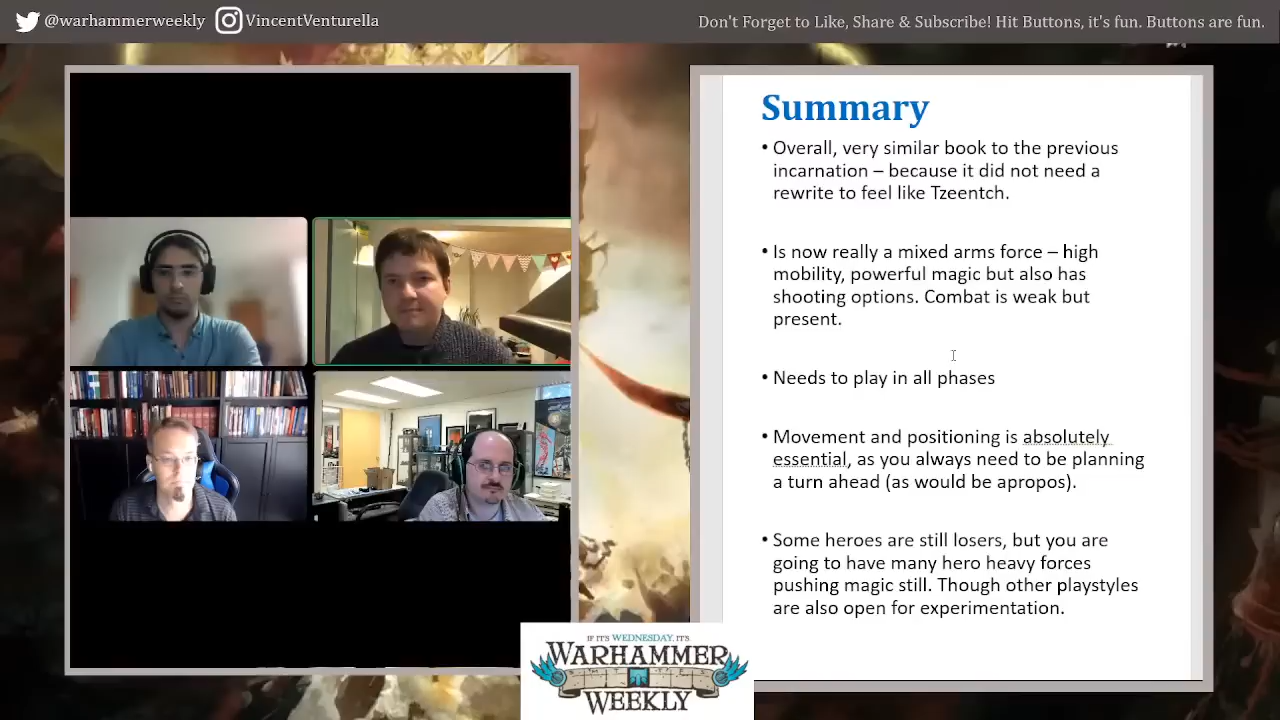 @warhammerweekly VincentVenturella
Don't Forget to Like, Share & Subscribe! Hit Buttons, it's fun. Buttons are fun.
Summary
• Overall, very similar book to the previous
incarnation – because it did not need a
rewrite to feel like Tzeentch.
• Is now really a mixed arms force – high
mobility, powerful magic but also has
shooting options. Combat is weak but
present.
• Needs to play in all phases
• Movement and positioning is absolutely
essential, as you always need to be planning
a turn ahead (as would be apropos).
• Some heroes are still losers, but you are
going to have many hero heavy forces
pushing magic still. Though other playstyles
are also open for experimentation.
IF IT'S WEDNESDAY, IT'S
WARHAMMER
WEEKLY